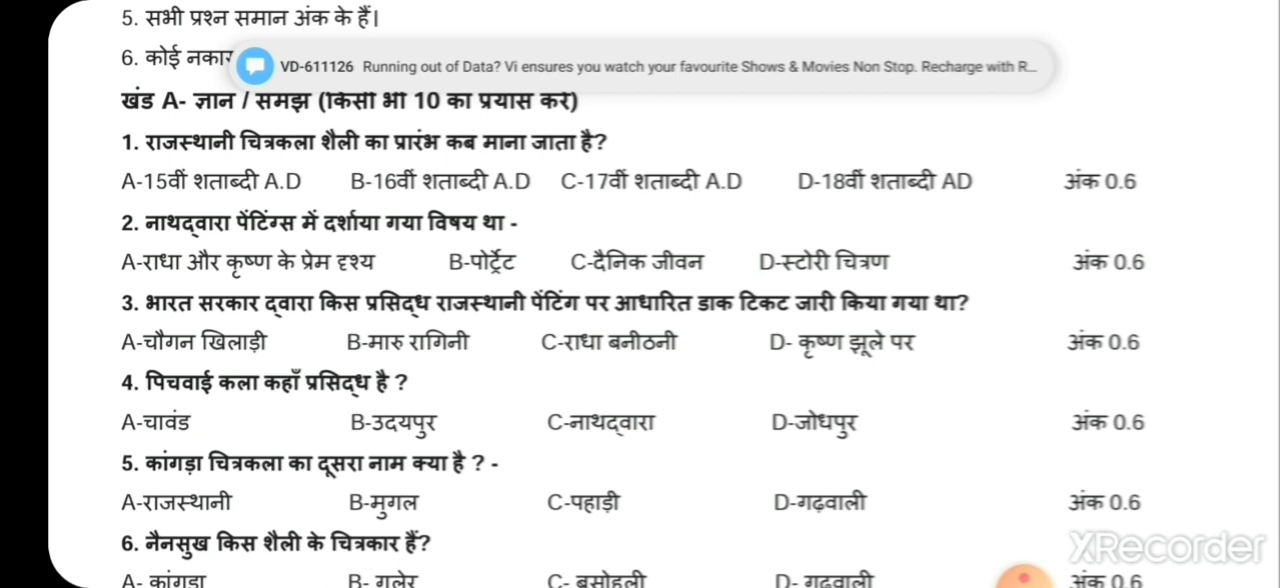 5. सभी प्रश्न समान अंक के हैं।
6. कोई नकार
VD-611126 Running out of Data? Vi ensures you watch your favourite Shows & Movies Non Stop. Recharge with R...
खंड A- ज्ञान / समझ (किसी भी 10 का प्रयास करें)
1. राजस्थानी चित्रकला शैली का प्रारंभ कब माना जाता है?
A-15वीं शताब्दी A.D B-16वीं शताब्दी A.D C-17वीं शताब्दी A.D D-18वीं शताब्दी AD अंक 0.6
2. नाथद्वारा पेंटिंग्स में दर्शाया गया विषय था -
A-राधा और कृष्ण के प्रेम दृश्य B-पोर्ट्रेट C-दैनिक जीवन D-स्टोरी चित्रण अंक 0.6
3. भारत सरकार द्वारा किस प्रसिद्ध राजस्थानी पेंटिंग पर आधारित डाक टिकट जारी किया गया था?
A-चौगन खिलाड़ी B-मारु रागिनी C-राधा बनीठनी D- कृष्ण झूले पर अंक 0.6
4. पिचवाई कला कहाँ प्रसिद्ध है ?
A-चावंड B-उदयपुर C-नाथद्वारा D-जोधपुर अंक 0.6
5. कांगड़ा चित्रकला का दूसरा नाम क्या है ? -
A-राजस्थानी B-मुगल C-पहाड़ी D-गढ़वाली अंक 0.6
6. नैनसुख किस शैली के चित्रकार हैं?
A- कांगड़ा B- गुलेर C- बसोहली D- गढ़वाली अंक 0.6
XRecorder